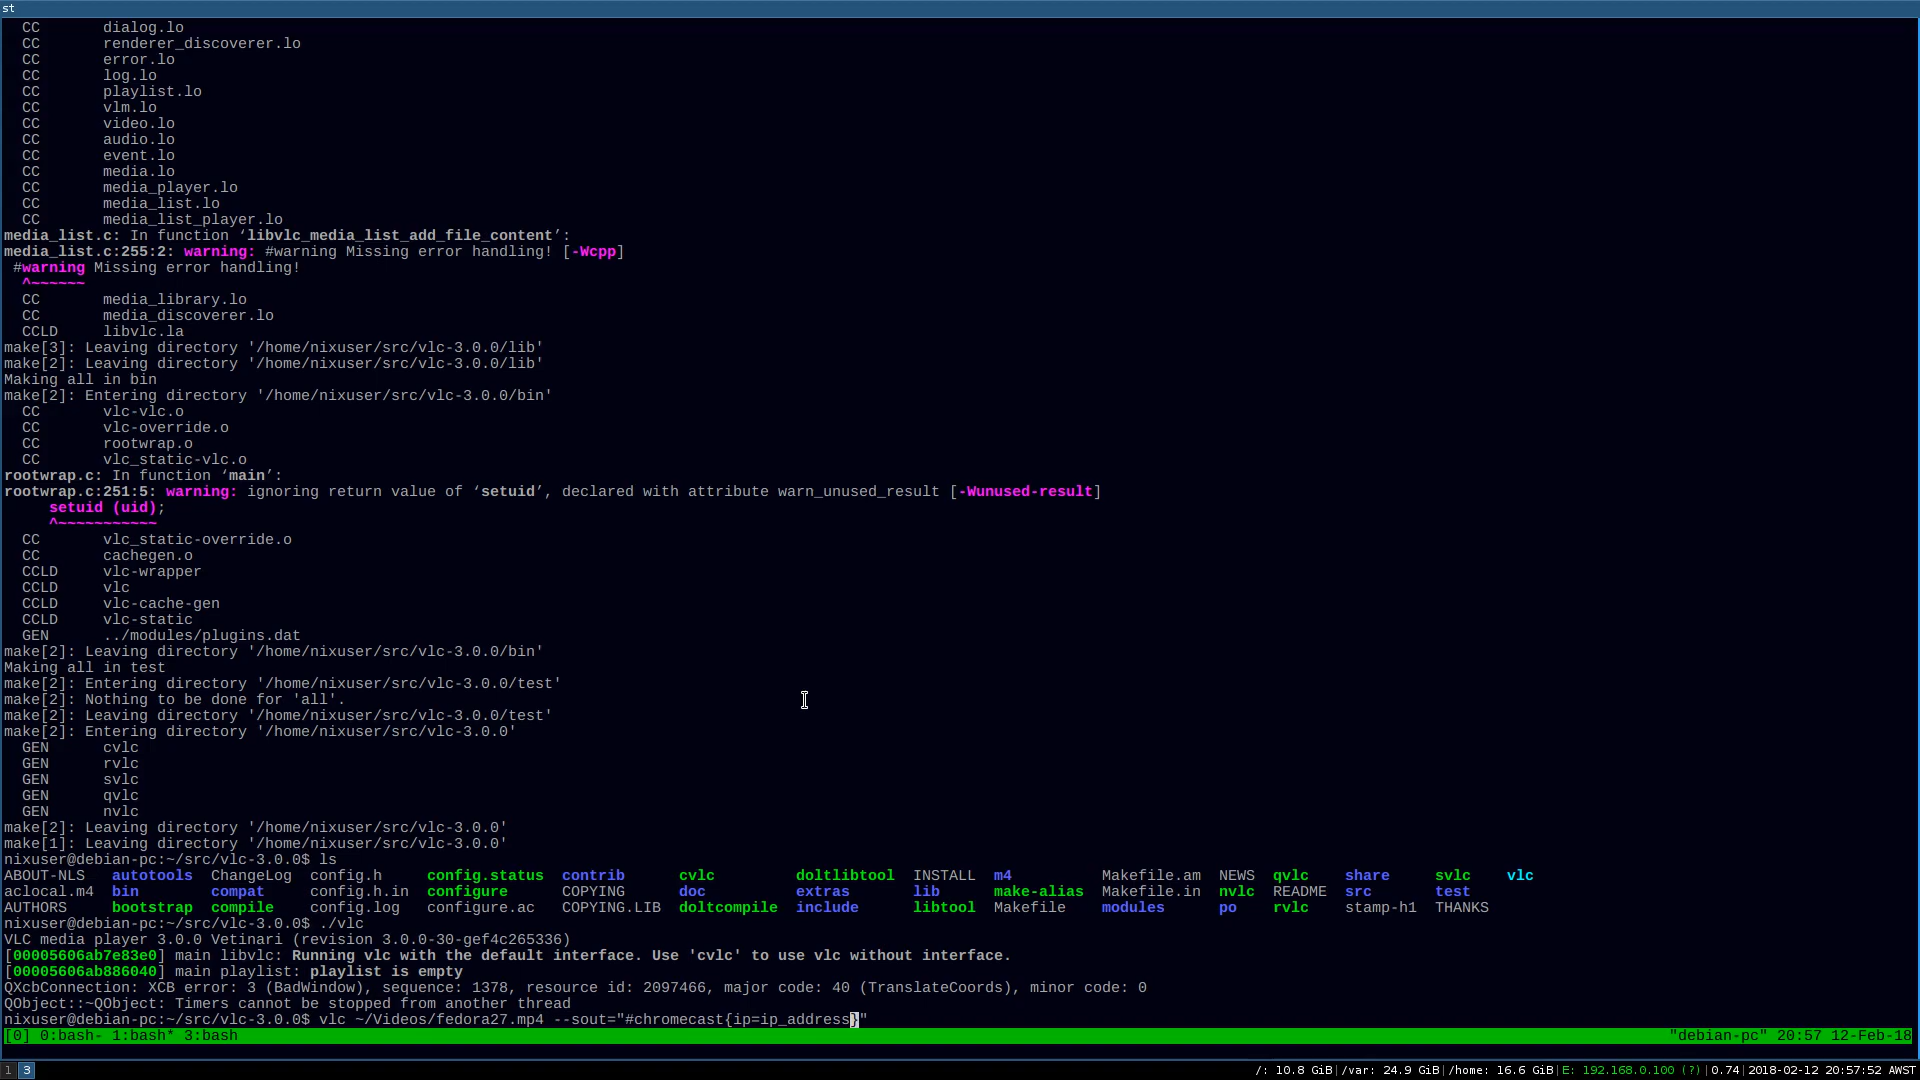 st
CC       dialog.lo
CC       renderer_discoverer.lo
CC       error.lo
CC       log.lo
CC       playlist.lo
CC       vlm.lo
CC       video.lo
CC       audio.lo
CC       event.lo
CC       media.lo
CC       media_player.lo
CC       media_list.lo
CC       media_list_player.lo
media_list.c: In function ‘libvlc_media_list_add_file_content’:
media_list.c:255:2: warning: #warning Missing error handling! [-Wcpp]
 #warning Missing error handling!
  ^~~~~~~
CC       media_library.lo
CC       media_discoverer.lo
CCLD     libvlc.la
make[3]: Leaving directory '/home/nixuser/src/vlc-3.0.0/lib'
make[2]: Leaving directory '/home/nixuser/src/vlc-3.0.0/lib'
Making all in bin
make[2]: Entering directory '/home/nixuser/src/vlc-3.0.0/bin'
CC       vlc-vlc.o
CC       vlc-override.o
CC       rootwrap.o
CC       vlc_static-vlc.o
rootwrap.c: In function ‘main’:
rootwrap.c:251:5: warning: ignoring return value of ‘setuid’, declared with attribute warn_unused_result [-Wunused-result]
     setuid (uid);
     ^~~~~~~~~~~~
CC       vlc_static-override.o
CC       cachegen.o
CCLD     vlc-wrapper
CCLD     vlc
CCLD     vlc-cache-gen
CCLD     vlc-static
GEN      ../modules/plugins.dat
make[2]: Leaving directory '/home/nixuser/src/vlc-3.0.0/bin'
Making all in test
make[2]: Entering directory '/home/nixuser/src/vlc-3.0.0/test'
make[2]: Nothing to be done for 'all'.
make[2]: Leaving directory '/home/nixuser/src/vlc-3.0.0/test'
make[2]: Entering directory '/home/nixuser/src/vlc-3.0.0'
GEN      cvlc
GEN      rvlc
GEN      svlc
GEN      qvlc
GEN      nvlc
make[2]: Leaving directory '/home/nixuser/src/vlc-3.0.0'
make[1]: Leaving directory '/home/nixuser/src/vlc-3.0.0'
nixuser@debian-pc:~/src/vlc-3.0.0$ ls
ABOUT-NLS   autotools  ChangeLog  config.h     config.status  contrib      cvlc         doltlibtool  INSTALL  m4          Makefile.am  NEWS  qvlc    share     svlc    vlc
aclocal.m4  bin        compat     config.h.in  configure      COPYING      doc          extras       lib      make-alias  Makefile.in  nvlc  README  src       test
AUTHORS     bootstrap  compile    config.log   configure.ac   COPYING.LIB  doltcompile  include      libtool  Makefile    modules      po    rvlc    stamp-h1  THANKS
nixuser@debian-pc:~/src/vlc-3.0.0$ ./vlc
VLC media player 3.0.0 Vetinari (revision 3.0.0-30-gef4c265336)
[00005606ab7e83e0] main libvlc: Running vlc with the default interface. Use 'cvlc' to use vlc without interface.
[00005606ab886040] main playlist: playlist is empty
QXcbConnection: XCB error: 3 (BadWindow), sequence: 1378, resource id: 2097466, major code: 40 (TranslateCoords), minor code: 0
QObject::~QObject: Timers cannot be stopped from another thread
nixuser@debian-pc:~/src/vlc-3.0.0$ vlc ~/Videos/fedora27.mp4 --sout="#chromecast{ip=ip_address}"
[0] 0:bash- 1:bash* 3:bash "debian-pc" 20:57 12-Feb-18
1 3 /: 10.8 GiB|/var: 24.9 GiB|/home: 16.6 GiB|E: 192.168.0.100 (?)|0.74|2018-02-12 20:57:52 AWST